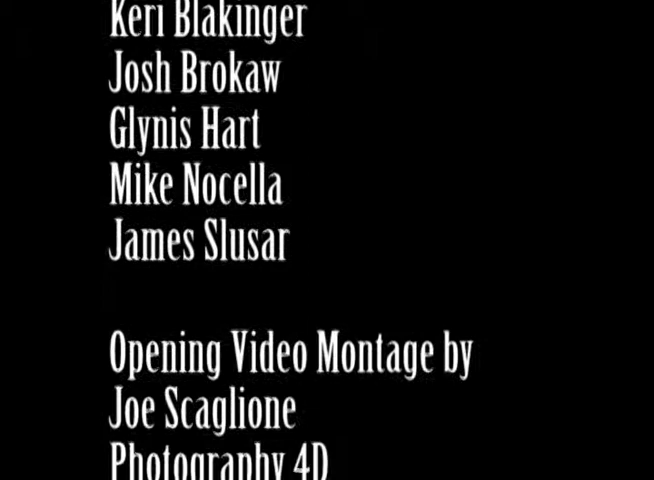 Keri Blakinger
Josh Brokaw
Glynis Hart
Mike Nocella
James Slusar
Opening Video Montage by
Joe Scaglione
Photography 4D